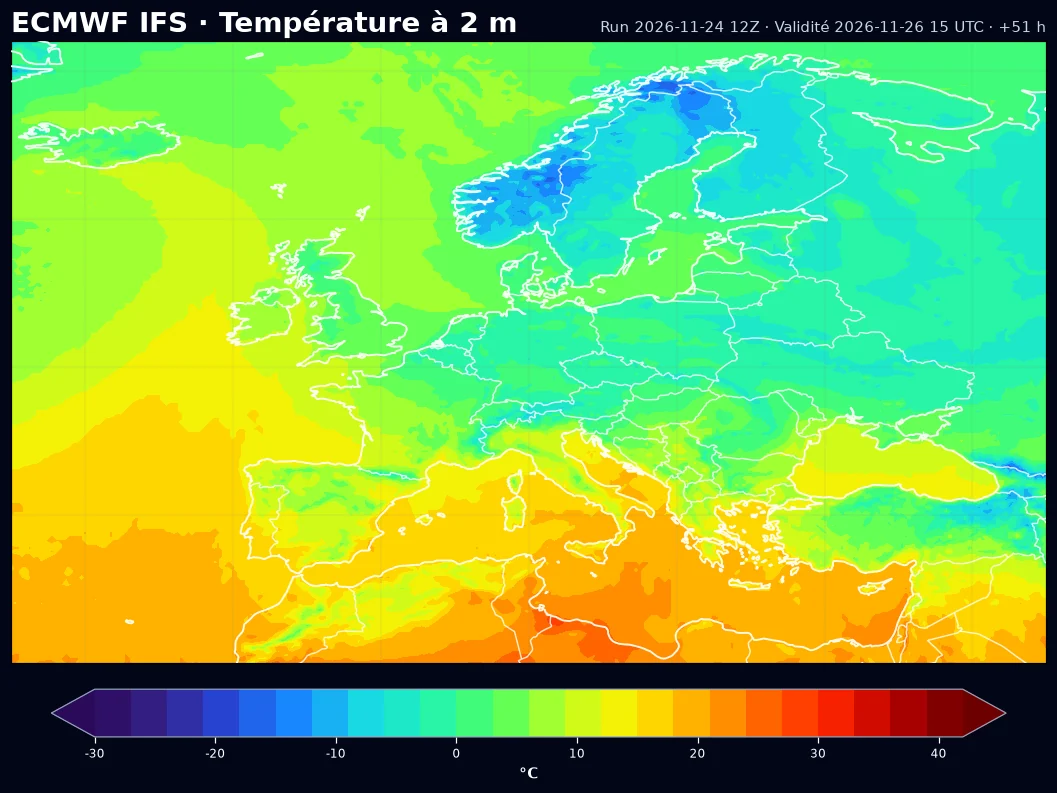 ECMWF IFS · Température à 2 m
Run 2026-11-24 12Z · Validité 2026-11-26 15 UTC · +51 h
-30 -20 -10 0 10 20 30 40
°C